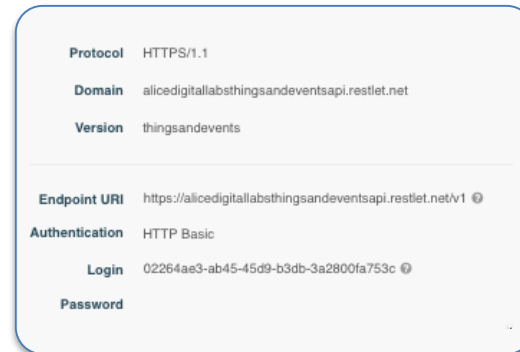 Protocol HTTPS/1.1
Domain alicedigitallabsthingsandeventsapi.restlet.net
Version thingsandevents
Endpoint URI https://alicedigitallabsthingsandeventsapi.restlet.net/v1 ?
Authentication HTTP Basic
Login 02264ae3-ab45-45d9-b3db-3a2800fa753c ?
Password